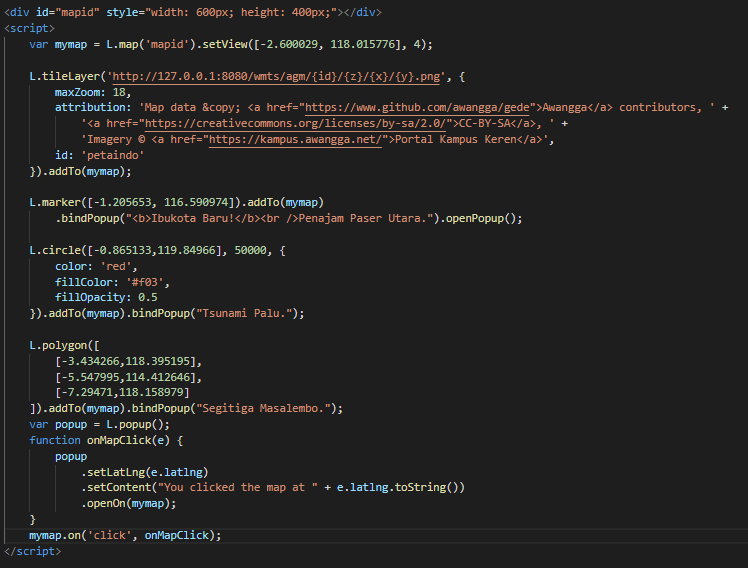 <div id="mapid" style="width: 600px; height: 400px;"></div>
<script>
    var mymap = L.map('mapid').setView([-2.600029, 118.015776], 4);

    L.tileLayer('http://127.0.0.1:8080/wmts/agm/{id}/{z}/{x}/{y}.png', {
        maxZoom: 18,
        attribution: 'Map data &copy; <a href="https://www.github.com/awangga/gede">Awangga</a> contributors, ' +
            '<a href="https://creativecommons.org/licenses/by-sa/2.0/">CC-BY-SA</a>, ' +
            'Imagery © <a href="https://kampus.awangga.net/">Portal Kampus Keren</a>',
        id: 'petaindo'
    }).addTo(mymap);

    L.marker([-1.205653, 116.590974]).addTo(mymap)
        .bindPopup("<b>Ibukota Baru!</b><br />Penajam Paser Utara.").openPopup();

    L.circle([-0.865133,119.84966], 50000, {
        color: 'red',
        fillColor: '#f03',
        fillOpacity: 0.5
    }).addTo(mymap).bindPopup("Tsunami Palu.");

    L.polygon([
        [-3.434266,118.395195],
        [-5.547995,114.412646],
        [-7.29471,118.158979]
    ]).addTo(mymap).bindPopup("Segitiga Masalembo.");
    var popup = L.popup();
    function onMapClick(e) {
        popup
            .setLatLng(e.latlng)
            .setContent("You clicked the map at " + e.latlng.toString())
            .openOn(mymap);
    }
    mymap.on('click', onMapClick);
</script>